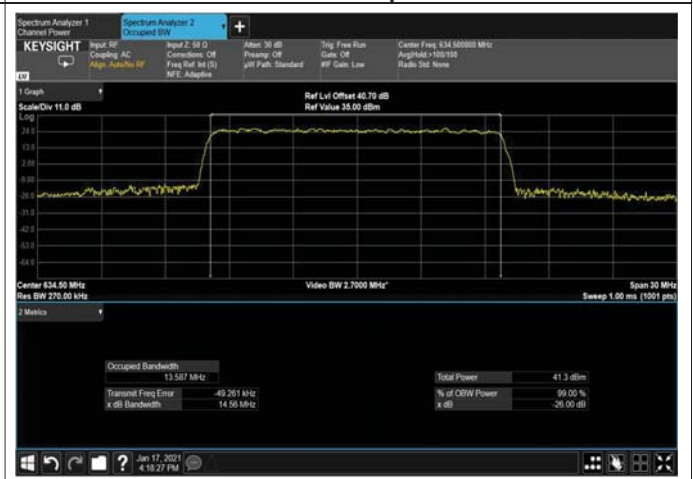 Spectrum Analyzer 1
Channel Power
Spectrum Analyzer 2
Occupied BW
+
KEYSIGHT
LV
Input: RF
Coupling: AC
Align: Auto/No RF
Input Z: 50 Ω
Corrections: Off
Freq Ref: Int (S)
NFE: Adaptive
Atten: 30 dB
Preamp: Off
µW Path: Standard
Trig: Free Run
Gate: Off
#IF Gain: Low
Center Freq: 634.500000 MHz
Avg|Hold:>100/100
Radio Std: None
1 Graph
Scale/Div 11.0 dB
Ref Lvl Offset 40.70 dB
Ref Value 35.00 dBm
Log
24.0
13.0
2.00
-9.00
-20.0
-31.0
-42.0
-53.0
-64.0
Center 634.50 MHz
Res BW 270.00 kHz
Video BW 2.7000 MHz*
Span 30 MHz
Sweep 1.00 ms (1001 pts)
2 Metrics
Occupied Bandwidth
13.587 MHz
Transmit Freq Error -49.261 kHz
x dB Bandwidth 14.56 MHz
Total Power 41.3 dBm
% of OBW Power 99.00 %
x dB -26.00 dB
?
Jan 17, 2021
4:18:27 PM